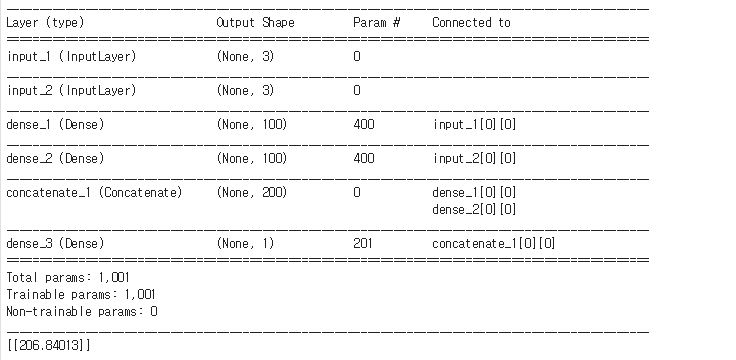 Layer (type) Output Shape Param # Connected to
input_1 (InputLayer) (None, 3) 0
input_2 (InputLayer) (None, 3) 0
dense_1 (Dense) (None, 100) 400 input_1[0][0]
dense_2 (Dense) (None, 100) 400 input_2[0][0]
concatenate_1 (Concatenate) (None, 200) 0 dense_1[0][0]
dense_2[0][0]
dense_3 (Dense) (None, 1) 201 concatenate_1[0][0]
Total params: 1,001
Trainable params: 1,001
Non-trainable params: 0
[[206.84013]]